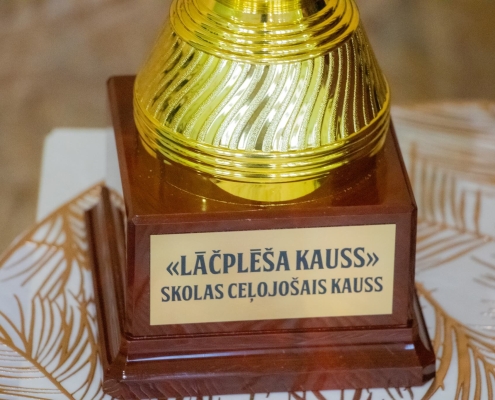 «LĀČPLĒŠA KAUSS»
SKOLAS CEĻOJOŠAIS KAUSS